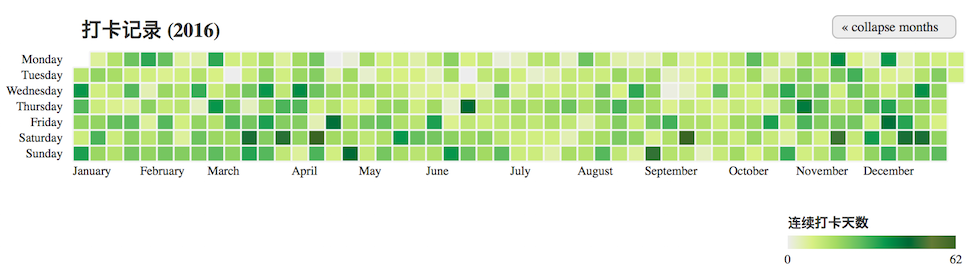 打卡记录 (2016)
« collapse months
Monday
Tuesday
Wednesday
Thursday
Friday
Saturday
Sunday
January February March April May June July August September October November December
连续打卡天数
0 62